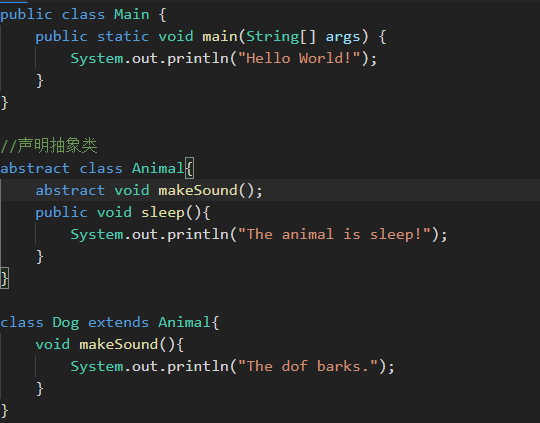 public class Main {
    public static void main(String[] args) {
        System.out.println("Hello World!");
    }
}

//声明抽象类
abstract class Animal{
    abstract void makeSound();
    public void sleep(){
        System.out.println("The animal is sleep!");
    }
}

class Dog extends Animal{
    void makeSound(){
        System.out.println("The dof barks.");
    }
}